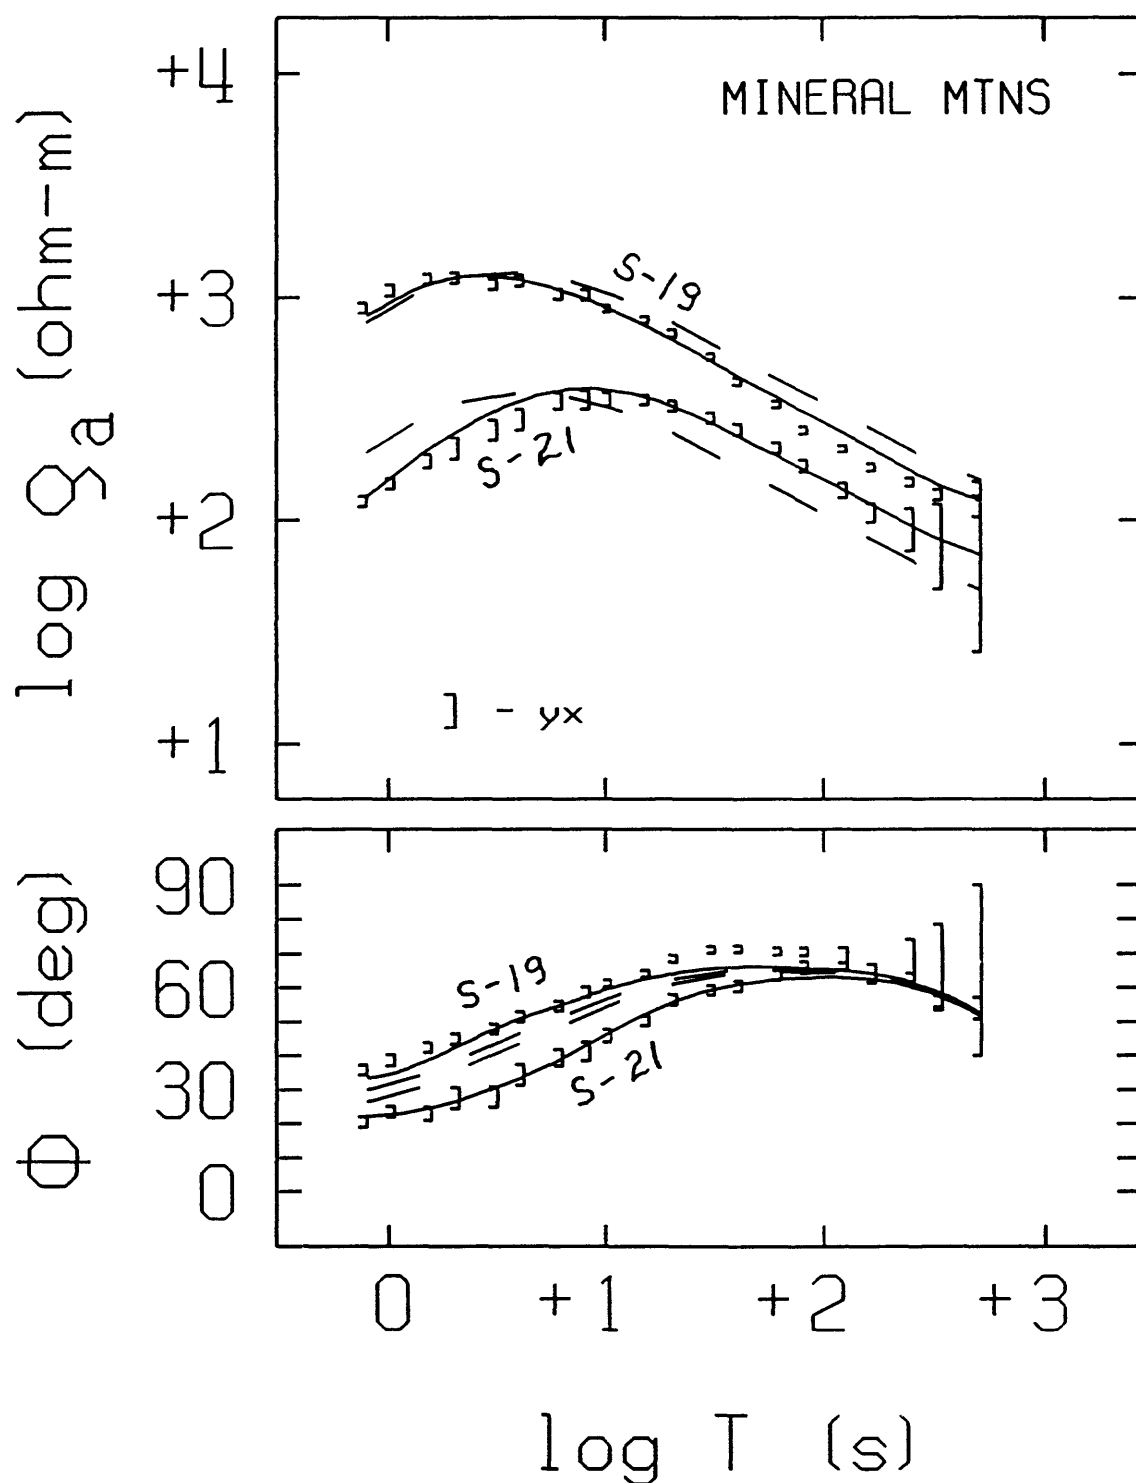 MINERAL MTNS
log ρa (ohm-m)
+4
+3
+2
+1
S-19
S-21
] - yx
Φ (deg)
90
60
30
0
S-19
S-21
0 +1 +2 +3
log T (s)